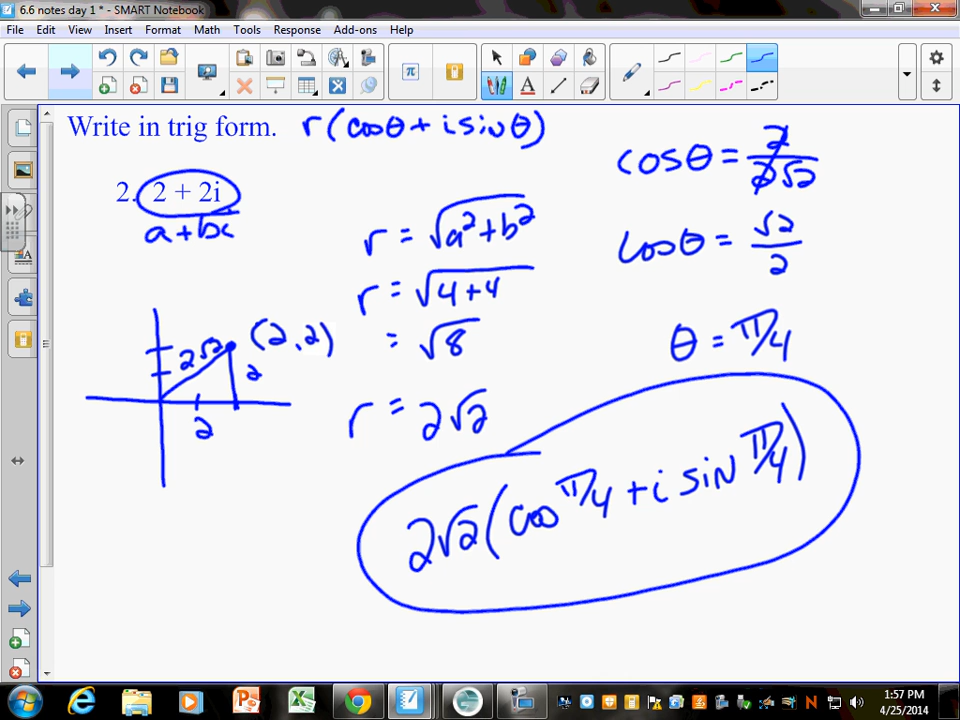 6.6 notes day 1 * - SMART Notebook
File Edit View Insert Format Math Tools Response Add-ons Help
Write in trig form. r(cosθ + i sin θ)
2. 2 + 2i
a + bi
r = √a² + b²
r = √4 + 4
= √8
r = 2√2
(2, 2)
2√2
2
2
cosθ = 2/2√2
cosθ = √2/2
θ = π/4
2√2(cos π/4 + i sin π/4)
1:57 PM
4/25/2014